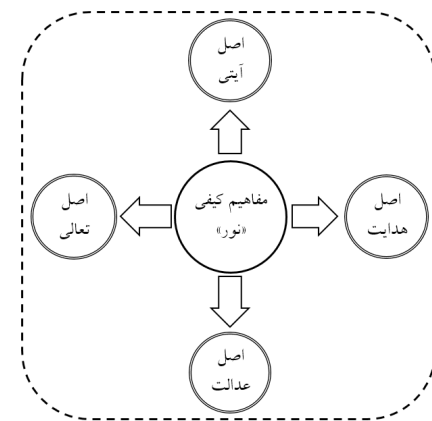 اصل
آیتی
مفاهیم کیفی
«نور»
اصل
هدایت
اصل
تعالی
اصل
عدالت